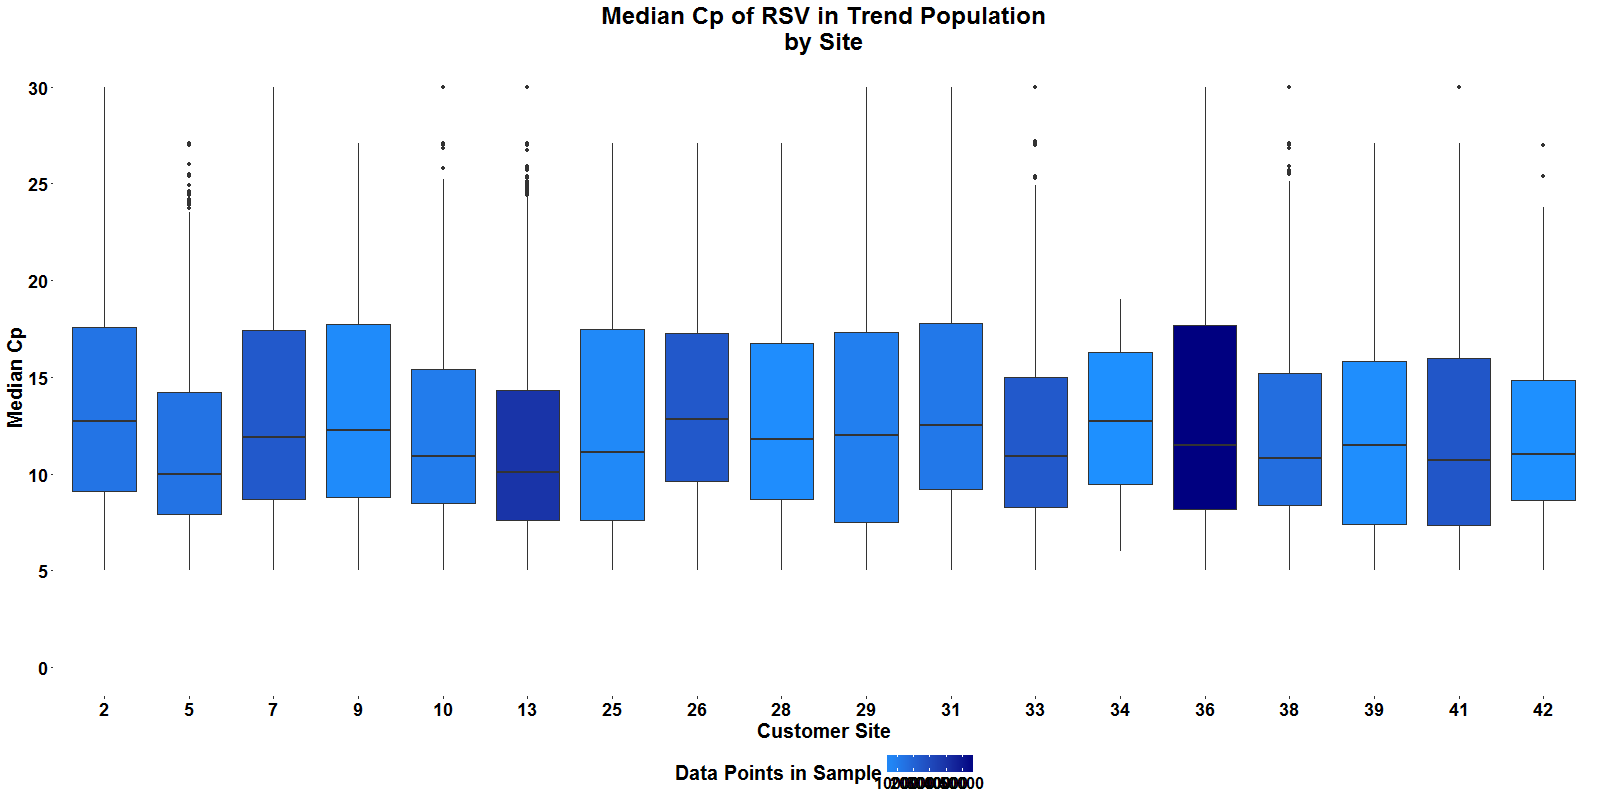 Median Cp of RSV in Trend Population
by Site
Median Cp
30
25
20
15
10
5
0
2 5 7 9 10 13 25 26 28 29 31 33 34 36 38 39 41 42
Customer Site
Data Points in Sample